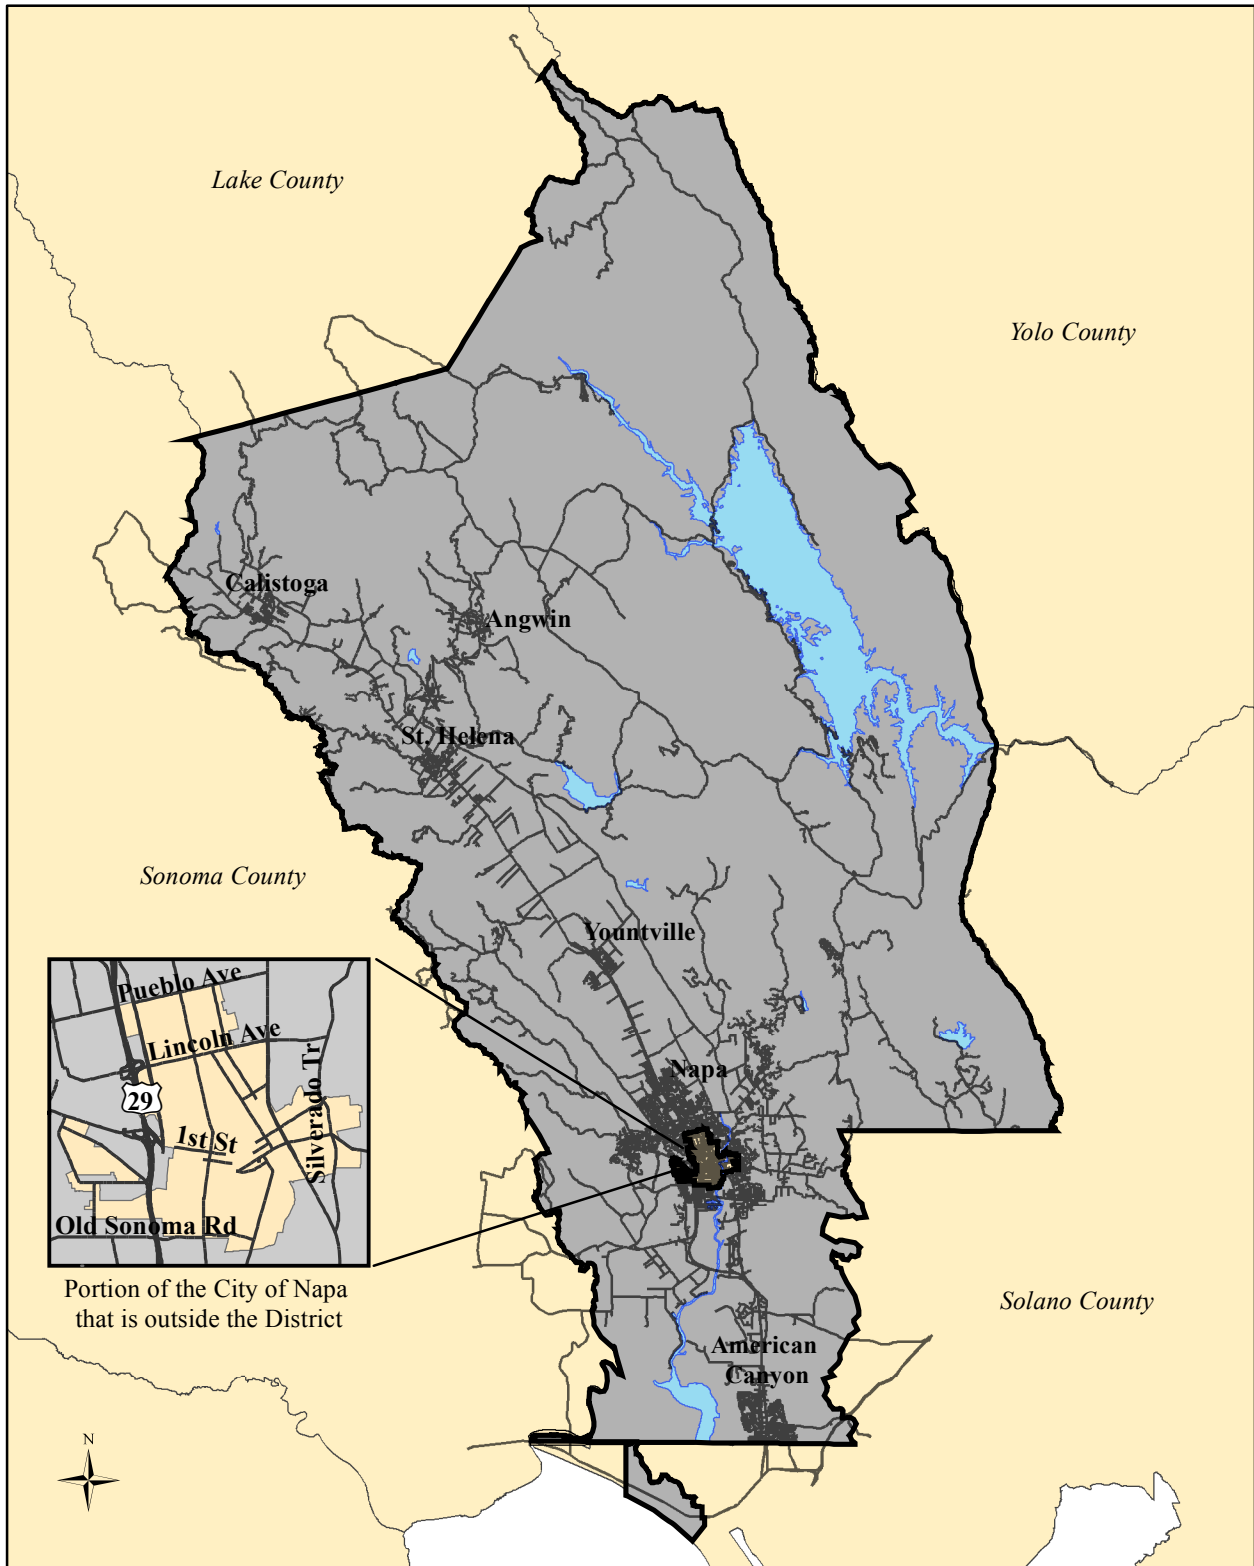 Lake County
Yolo County
Calistoga
Angwin
St. Helena
Sonoma County
Yountville
Pueblo Ave
Lincoln Ave
29
1st St
Silverado Tr
Old Sonoma Rd
Napa
Portion of the City of Napa
that is outside the District
Solano County
American
Canyon
N